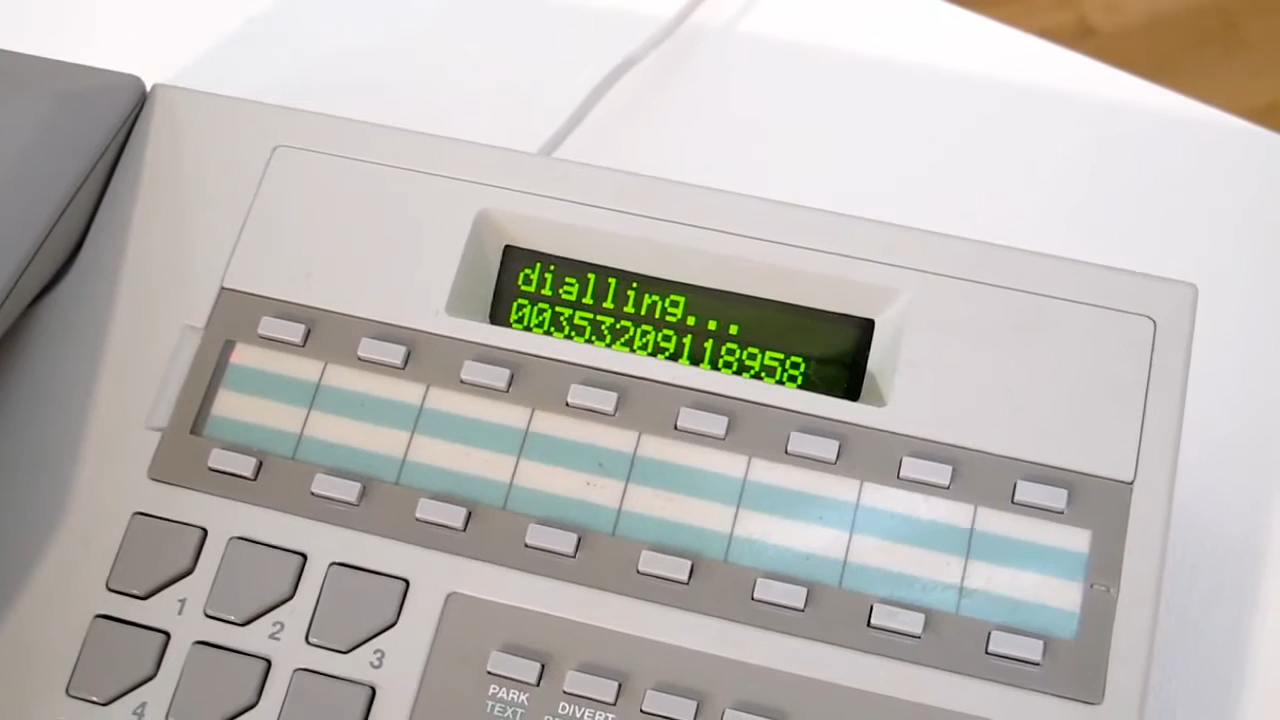 dialling...
00353209118958
1
2
3
4
PARK
TEXT
DIVERT